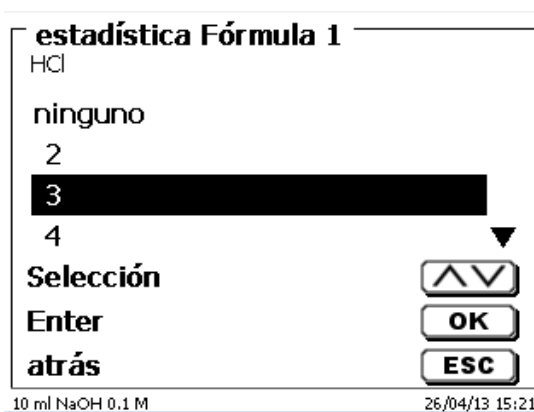 estadística Fórmula 1
HCl
ninguno
2
3
4
Selección
Enter OK
atrás ESC
10 ml NaOH 0.1 M 26/04/13 15:21